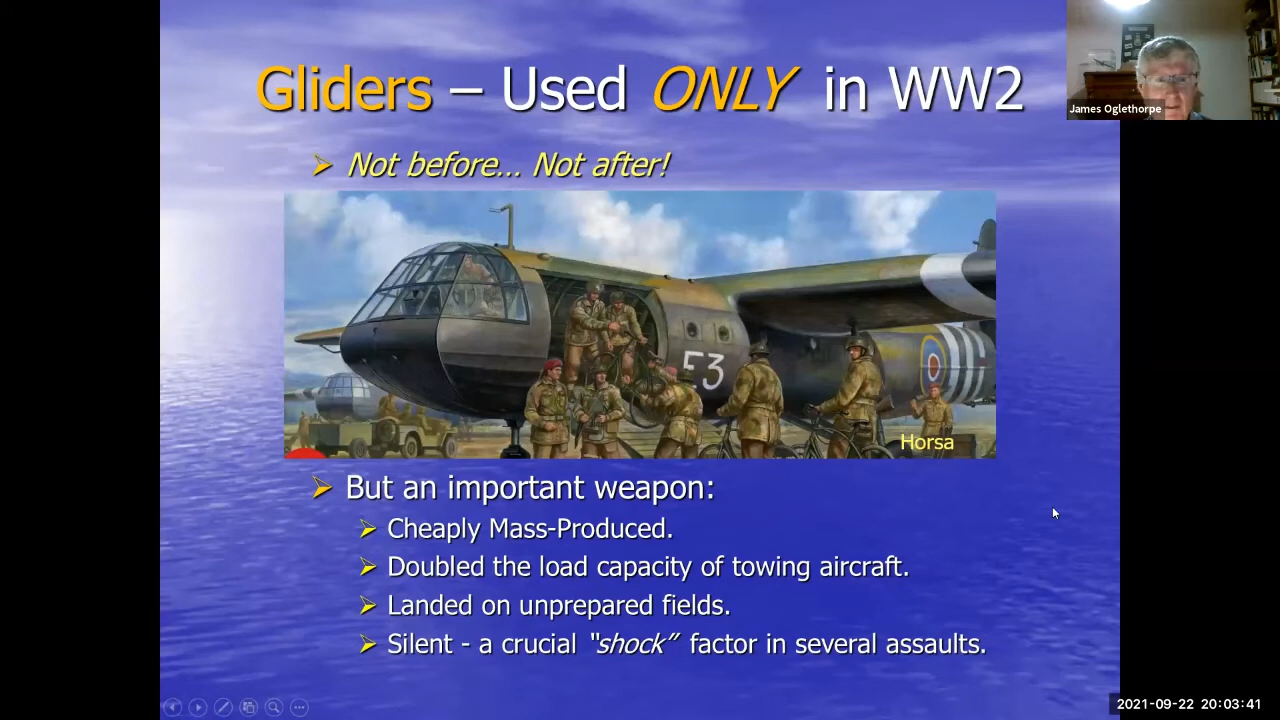 Gliders – Used ONLY in WW2
James Oglethorpe
Not before... Not after!
E3
Horsa
But an important weapon:
Cheaply Mass-Produced.
Doubled the load capacity of towing aircraft.
Landed on unprepared fields.
Silent - a crucial "shock" factor in several assaults.
2021-09-22 20:03:41